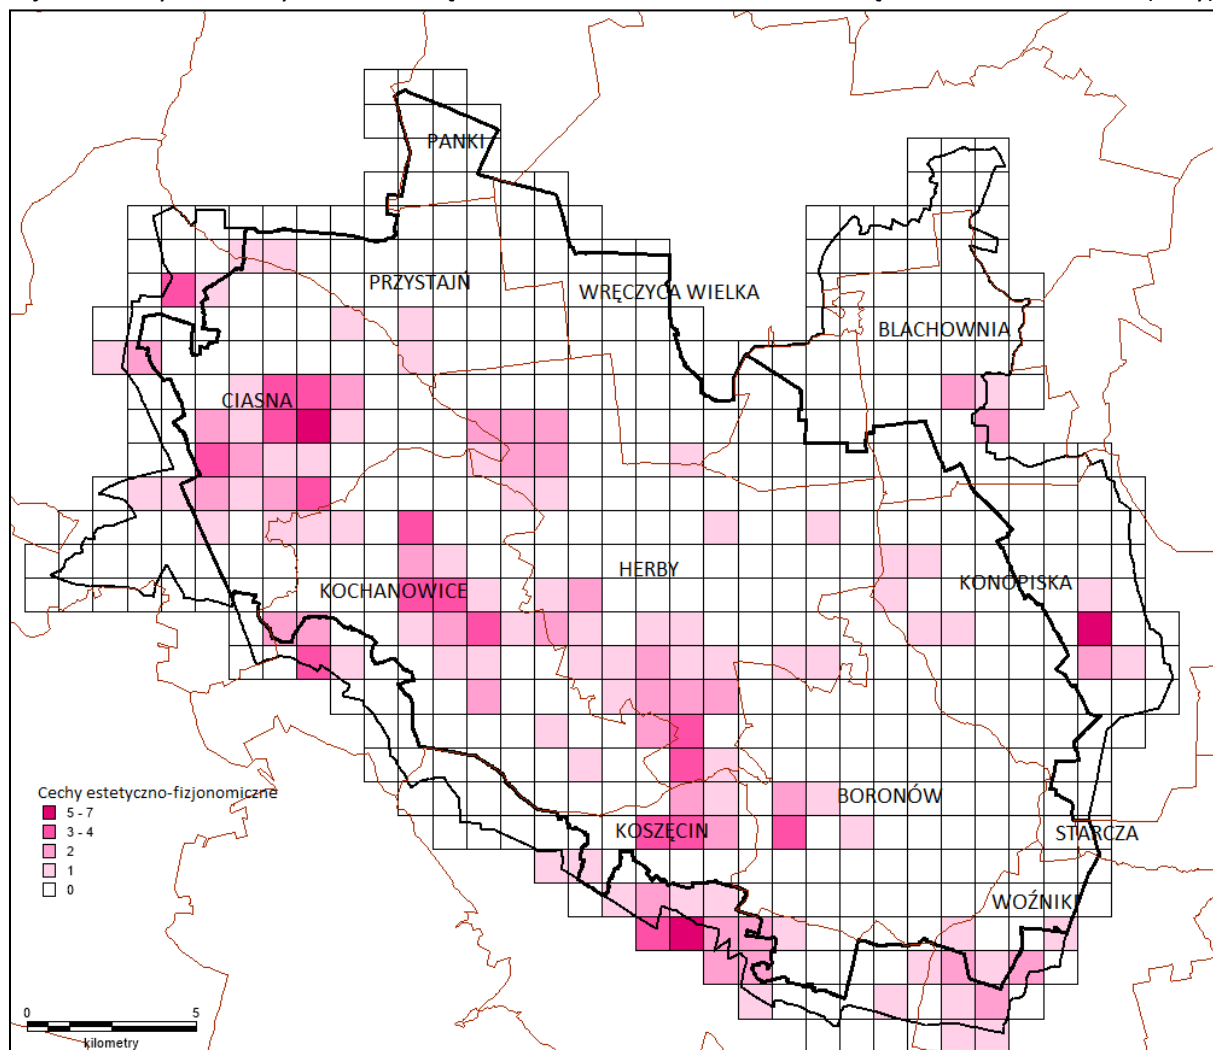 PANKI
PRZYSTAJŃ
WRĘCZYCA WIELKA
BLACHOWNIA
CIASNA
HERBY
KONOPISKA
KOCHANOWICE
Cechy estetyczno-fizjonomiczne
5 - 7
3 - 4
2
1
0
BORONÓW
KOSZĘCIN
STARCZA
WOŹNIKI
0 5
kilometry